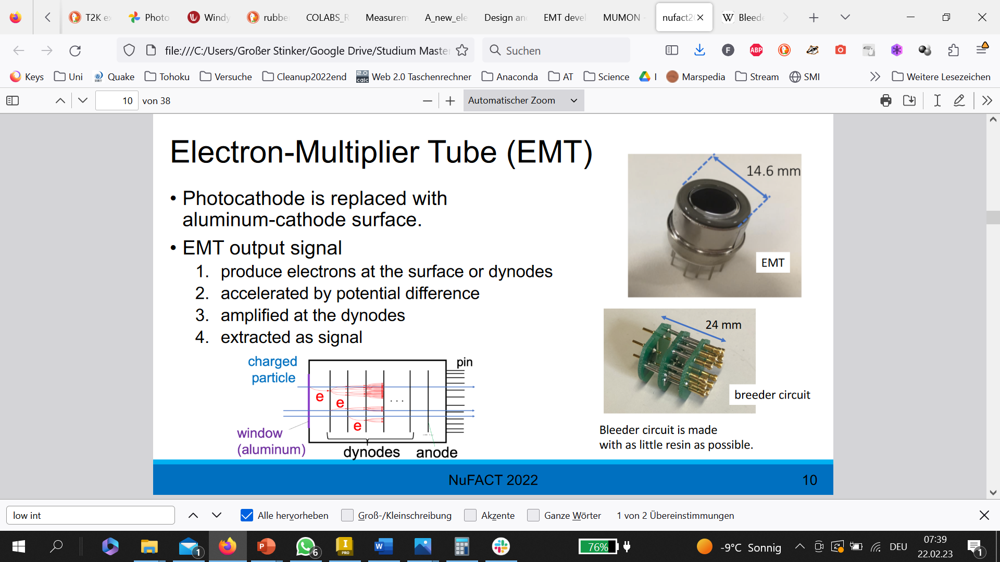 T2K ex
Photo
Windy
rubbe
COLABS_R
Measurem
A_new_ele
Design an
EMT devel
MUMON -
nufact2
Bleede
file:///C:/Users/Großer Stinker/Google Drive/Studium Master
Suchen
F
ABP
Keys
Uni
Quake
Tohoku
Versuche
Cleanup2022end
2.0
calc
Web 2.0 Taschenrechner
Anaconda
AT
Science
I
Marspedia
Stream
SMI
Weitere Lesezeichen
10 von 38
Automatischer Zoom
Electron-Multiplier Tube (EMT)
• Photocathode is replaced with
aluminum-cathode surface.
• EMT output signal
1. produce electrons at the surface or dynodes
2. accelerated by potential difference
3. amplified at the dynodes
4. extracted as signal
14.6 mm
EMT
24 mm
breeder circuit
Bleeder circuit is made
with as little resin as possible.
charged
particle
pin
e
e
e
...
window
(aluminum)
dynodes
anode
NuFACT 2022
10
low int
Alle hervorheben
Groß-/Kleinschreibung
Akzente
Ganze Wörter
1 von 2 Übereinstimmungen
1
P
6
I
PRO
W
76%
-9°C Sonnig
DEU
07:39
22.02.23
1